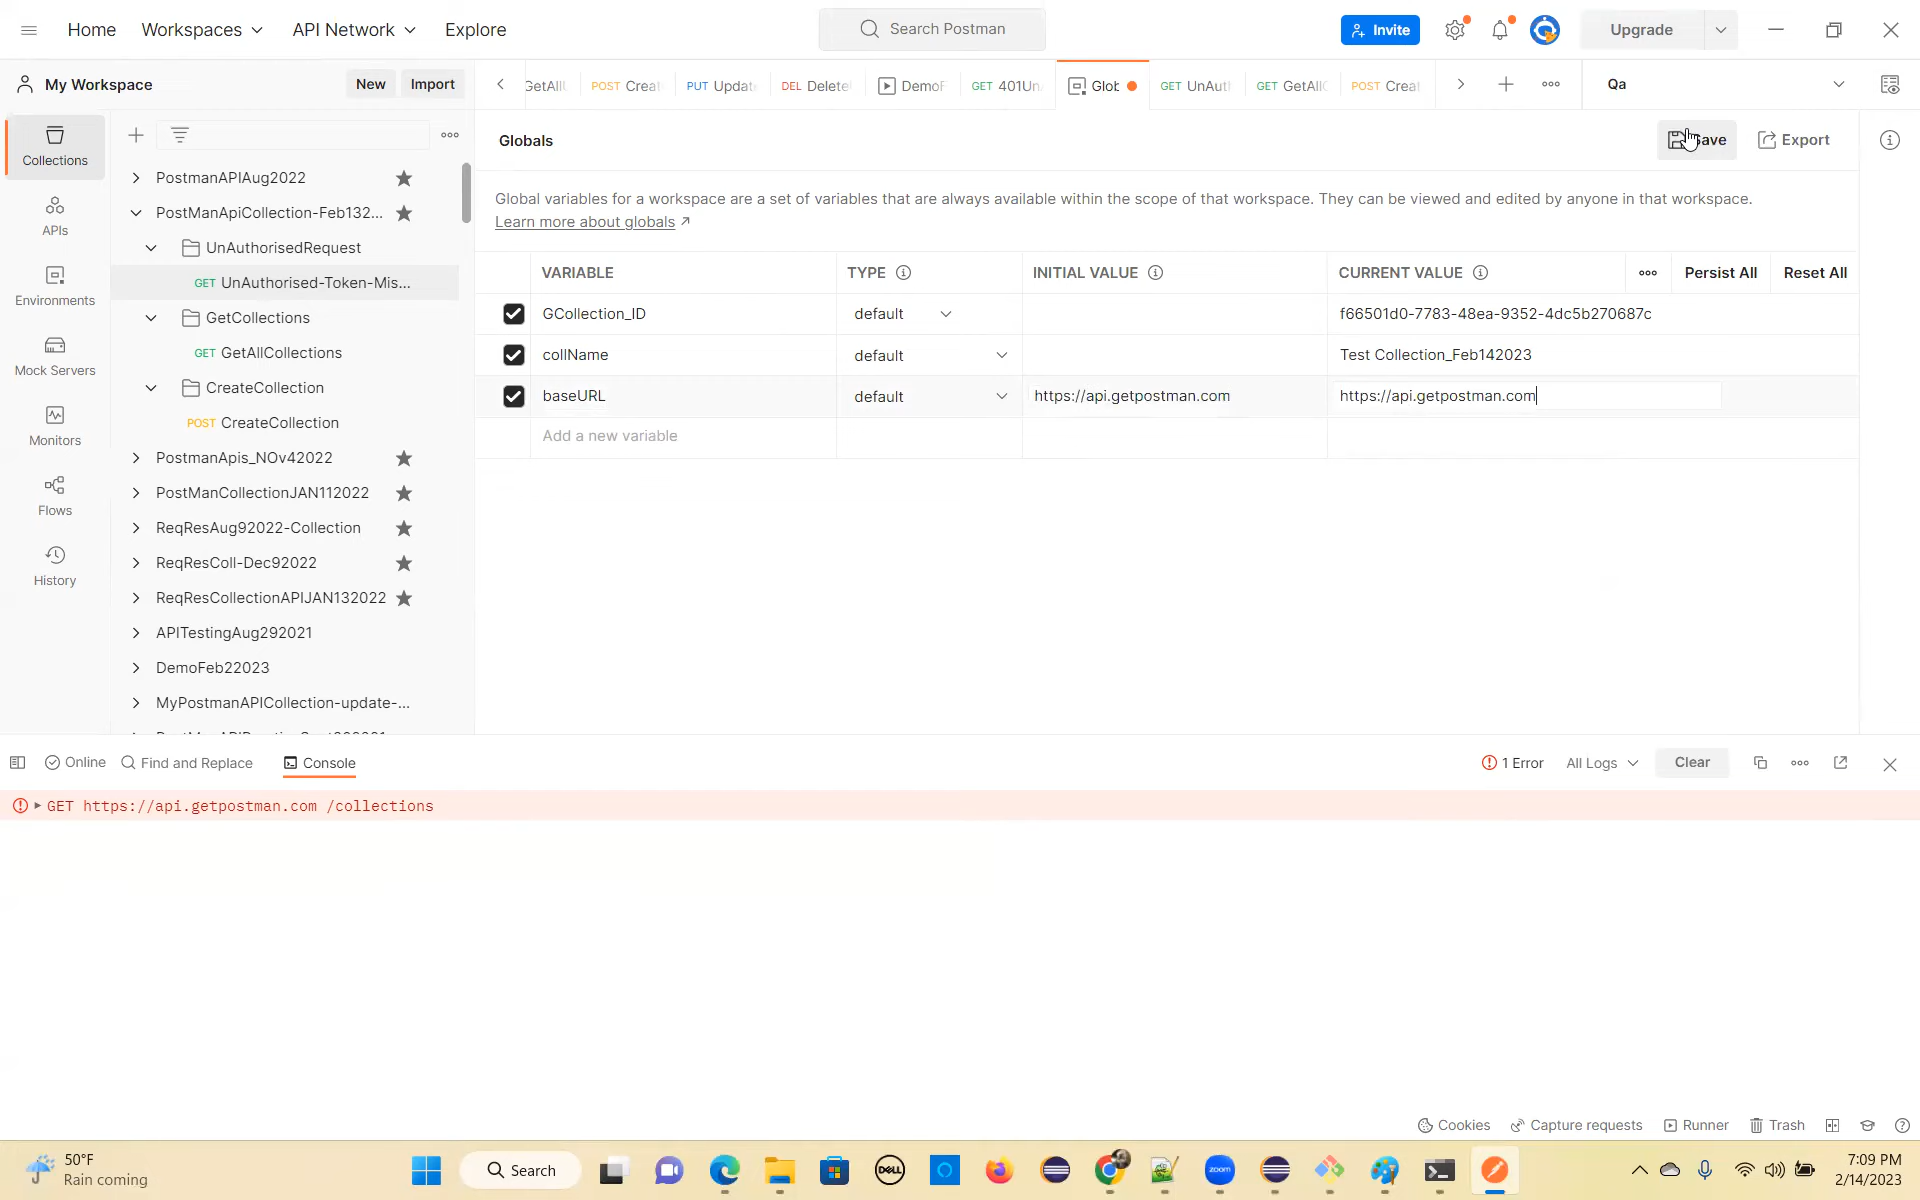 Home Workspaces API Network Explore Search Postman Invite Upgrade
My Workspace New Import GetAllC POST Creat PUT Updat DEL Delete DemoF GET 401Un Glob GET UnAut GET GetAllC POST Creat Qa
Collections
APIs
Environments
Mock Servers
Monitors
Flows
History
PostmanAPIAug2022
PostManApiCollection-Feb132...
UnAuthorisedRequest
GET UnAuthorised-Token-Mis...
GetCollections
GET GetAllCollections
CreateCollection
POST CreateCollection
PostmanApis_NOv42022
PostManCollectionJAN112022
ReqResAug92022-Collection
ReqResColl-Dec92022
ReqResCollectionAPIJAN132022
APITestingAug292021
DemoFeb22023
MyPostmanAPICollection-update-...
Globals Save Export
Global variables for a workspace are a set of variables that are always available within the scope of that workspace. They can be viewed and edited by anyone in that workspace.
Learn more about globals ↗
VARIABLE TYPE INITIAL VALUE CURRENT VALUE Persist All Reset All
GCollection_ID default f66501d0-7783-48ea-9352-4dc5b270687c
collName default Test Collection_Feb142023
baseURL default https://api.getpostman.com https://api.getpostman.com
Add a new variable
Online Find and Replace Console 1 Error All Logs Clear
GET https://api.getpostman.com /collections
Cookies Capture requests Runner Trash
50°F
Rain coming
Search
DELL
zoom
7:09 PM
2/14/2023